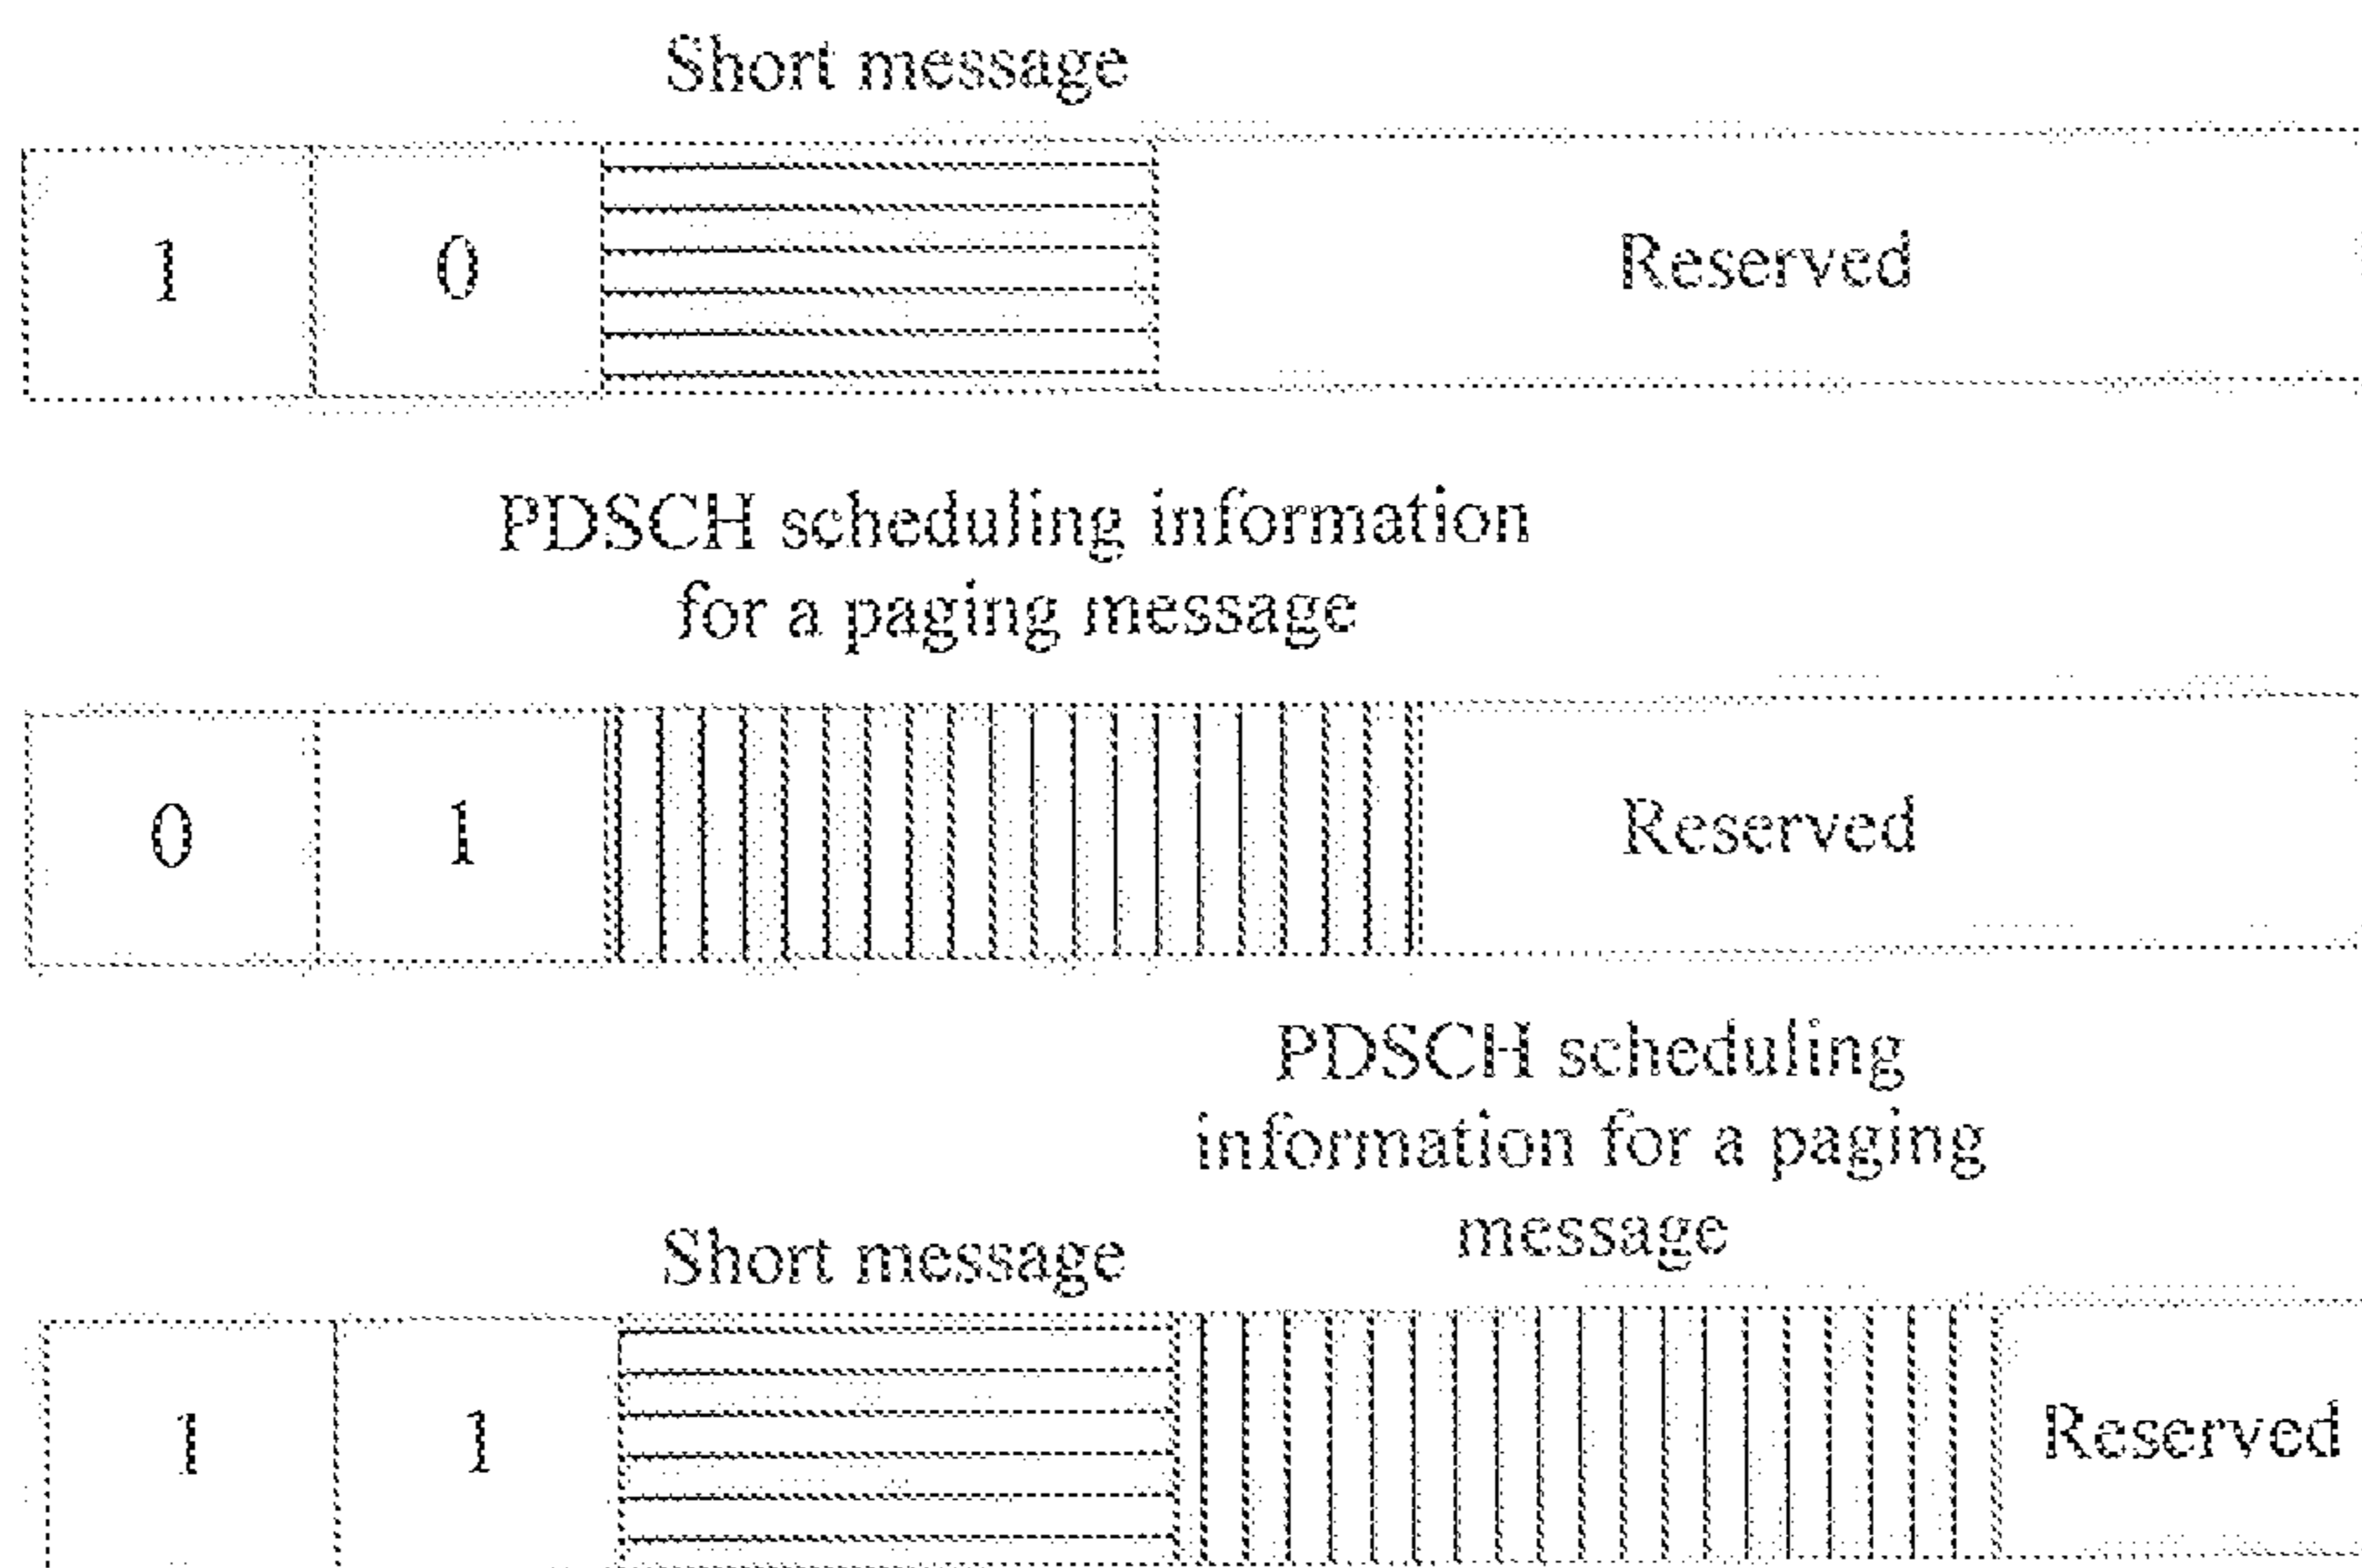 Short message
1 0 Reserved
PDSCH scheduling information
for a paging message
0 1 Reserved
PDSCH scheduling
information for a paging
message
Short message
1 1 Reserved